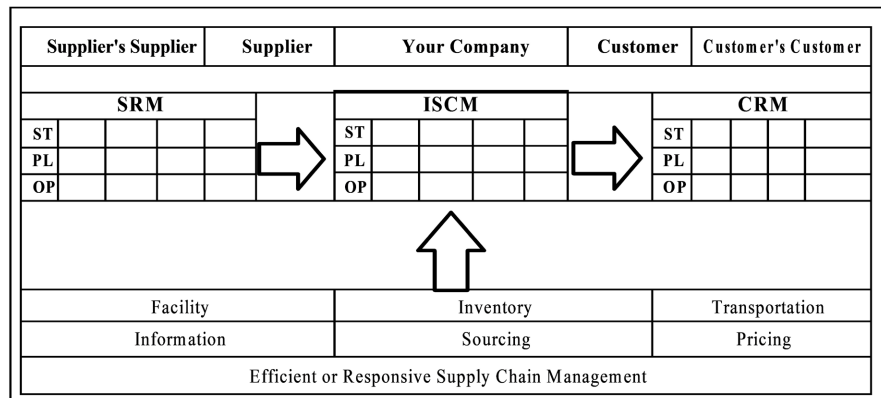 Supplier's Supplier Supplier Your Company Customer Customer's Customer
SRM ISCM CRM
ST ST ST
PL PL PL
OP OP OP
Facility Inventory Transportation
Information Sourcing Pricing
Efficient or Responsive Supply Chain Management